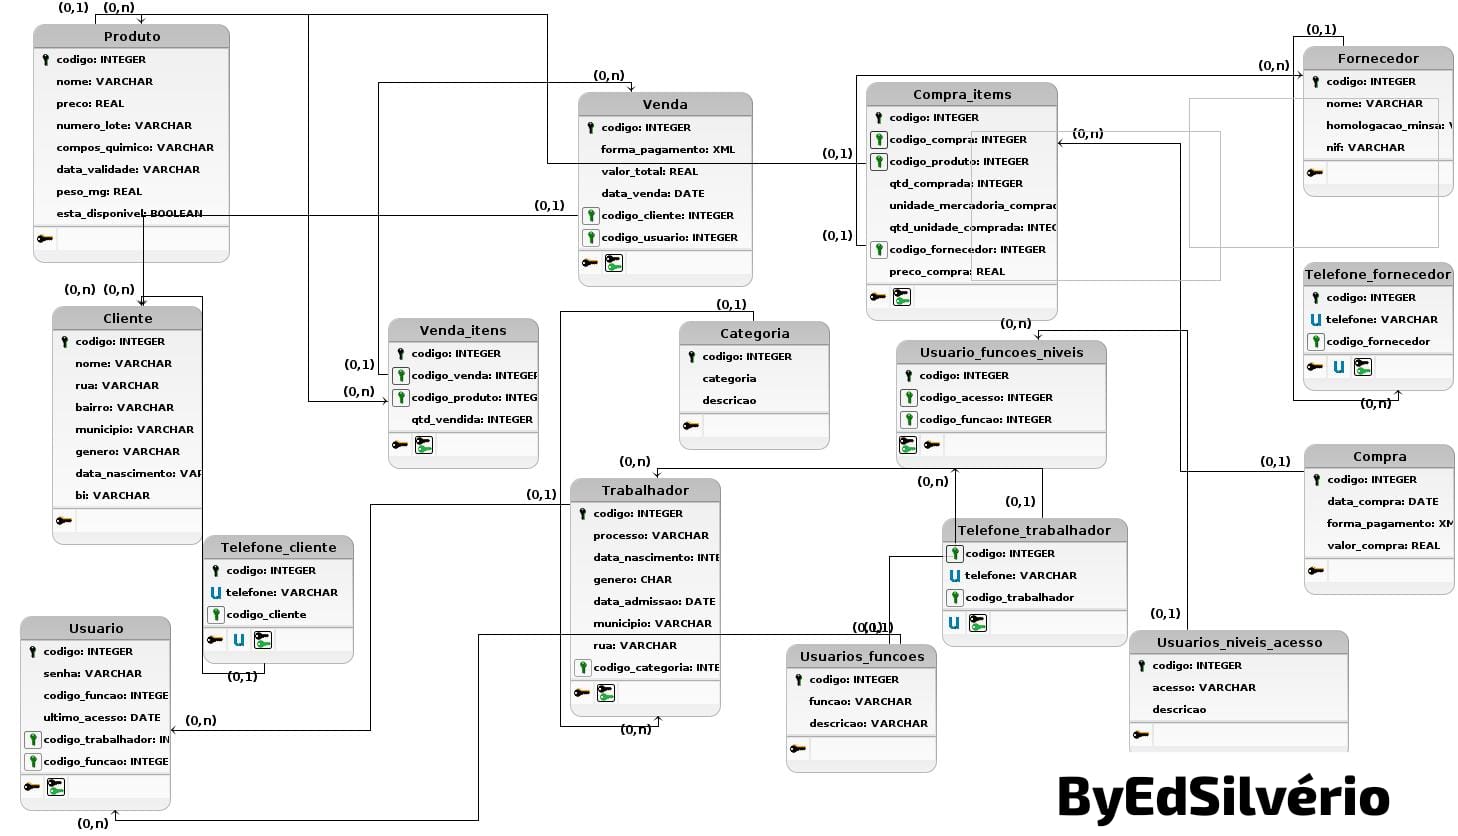 (0,1) (0,n)
Produto
codigo: INTEGER
nome: VARCHAR
preco: REAL
numero_lote: VARCHAR
compos_quimico: VARCHAR
data_validade: VARCHAR
peso_mg: REAL
esta_disponivel: BOOLEAN
(0,n)
Venda
codigo: INTEGER
forma_pagamento: XML
valor_total: REAL
data_venda: DATE
codigo_cliente: INTEGER
codigo_usuario: INTEGER
(0,1)
Compra_items
codigo: INTEGER
codigo_compra: INTEGER
codigo_produto: INTEGER
qtd_comprada: INTEGER
unidade_mercadoria_comprad
qtd_unidade_comprada: INTEG
codigo_fornecedor: INTEGER
preco_compra: REAL
(0,1)
(0,1)
(0,n)
(0,n)
(0,1)
Fornecedor
codigo: INTEGER
nome: VARCHAR
homologacao_minsa: V
nif: VARCHAR
Telefone_fornecedor
codigo: INTEGER
telefone: VARCHAR
codigo_fornecedor
(0,n)
(0,n) (0,n)
Cliente
codigo: INTEGER
nome: VARCHAR
rua: VARCHAR
bairro: VARCHAR
municipio: VARCHAR
genero: VARCHAR
data_nascimento: VAR
bi: VARCHAR
Venda_itens
codigo: INTEGER
codigo_venda: INTEGER
codigo_produto: INTEG
qtd_vendida: INTEGER
(0,1)
(0,n)
(0,1)
Categoria
codigo: INTEGER
categoria
descricao
(0,n)
Usuario_funcoes_niveis
codigo: INTEGER
codigo_acesso: INTEGER
codigo_funcao: INTEGER
(0,n)
(0,1)
(0,1)
Compra
codigo: INTEGER
data_compra: DATE
forma_pagamento: XM
valor_compra: REAL
(0,n)
(0,1)
Trabalhador
codigo: INTEGER
processo: VARCHAR
data_nascimento: INTE
genero: CHAR
data_admissao: DATE
municipio: VARCHAR
rua: VARCHAR
codigo_categoria: INTE
(0,n)
Telefone_trabalhador
codigo: INTEGER
telefone: VARCHAR
codigo_trabalhador
Telefone_cliente
codigo: INTEGER
telefone: VARCHAR
codigo_cliente
(0,1)
Usuario
codigo: INTEGER
senha: VARCHAR
codigo_funcao: INTEGE
ultimo_acesso: DATE
codigo_trabalhador: IN
codigo_funcao: INTEGE
(0,n)
(0,n)
Usuarios_funcoes
codigo: INTEGER
funcao: VARCHAR
descricao: VARCHAR
(0,1)
Usuarios_niveis_acesso
codigo: INTEGER
acesso: VARCHAR
descricao
ByEdSilvério